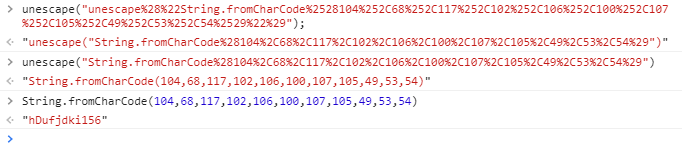 > unescape("unescape%28%22String.fromCharCode%2528104%252C68%252C117%252C102%252C106%252C100%252C107
%252C105%252C49%252C53%252C54%2529%22%29");
< "unescape("String.fromCharCode%28104%2C68%2C117%2C102%2C106%2C100%2C107%2C105%2C49%2C53%2C54%29")"
> unescape("String.fromCharCode%28104%2C68%2C117%2C102%2C106%2C100%2C107%2C105%2C49%2C53%2C54%29")
< "String.fromCharCode(104,68,117,102,106,100,107,105,49,53,54)"
> String.fromCharCode(104,68,117,102,106,100,107,105,49,53,54)
< "hDufjdki156"
>